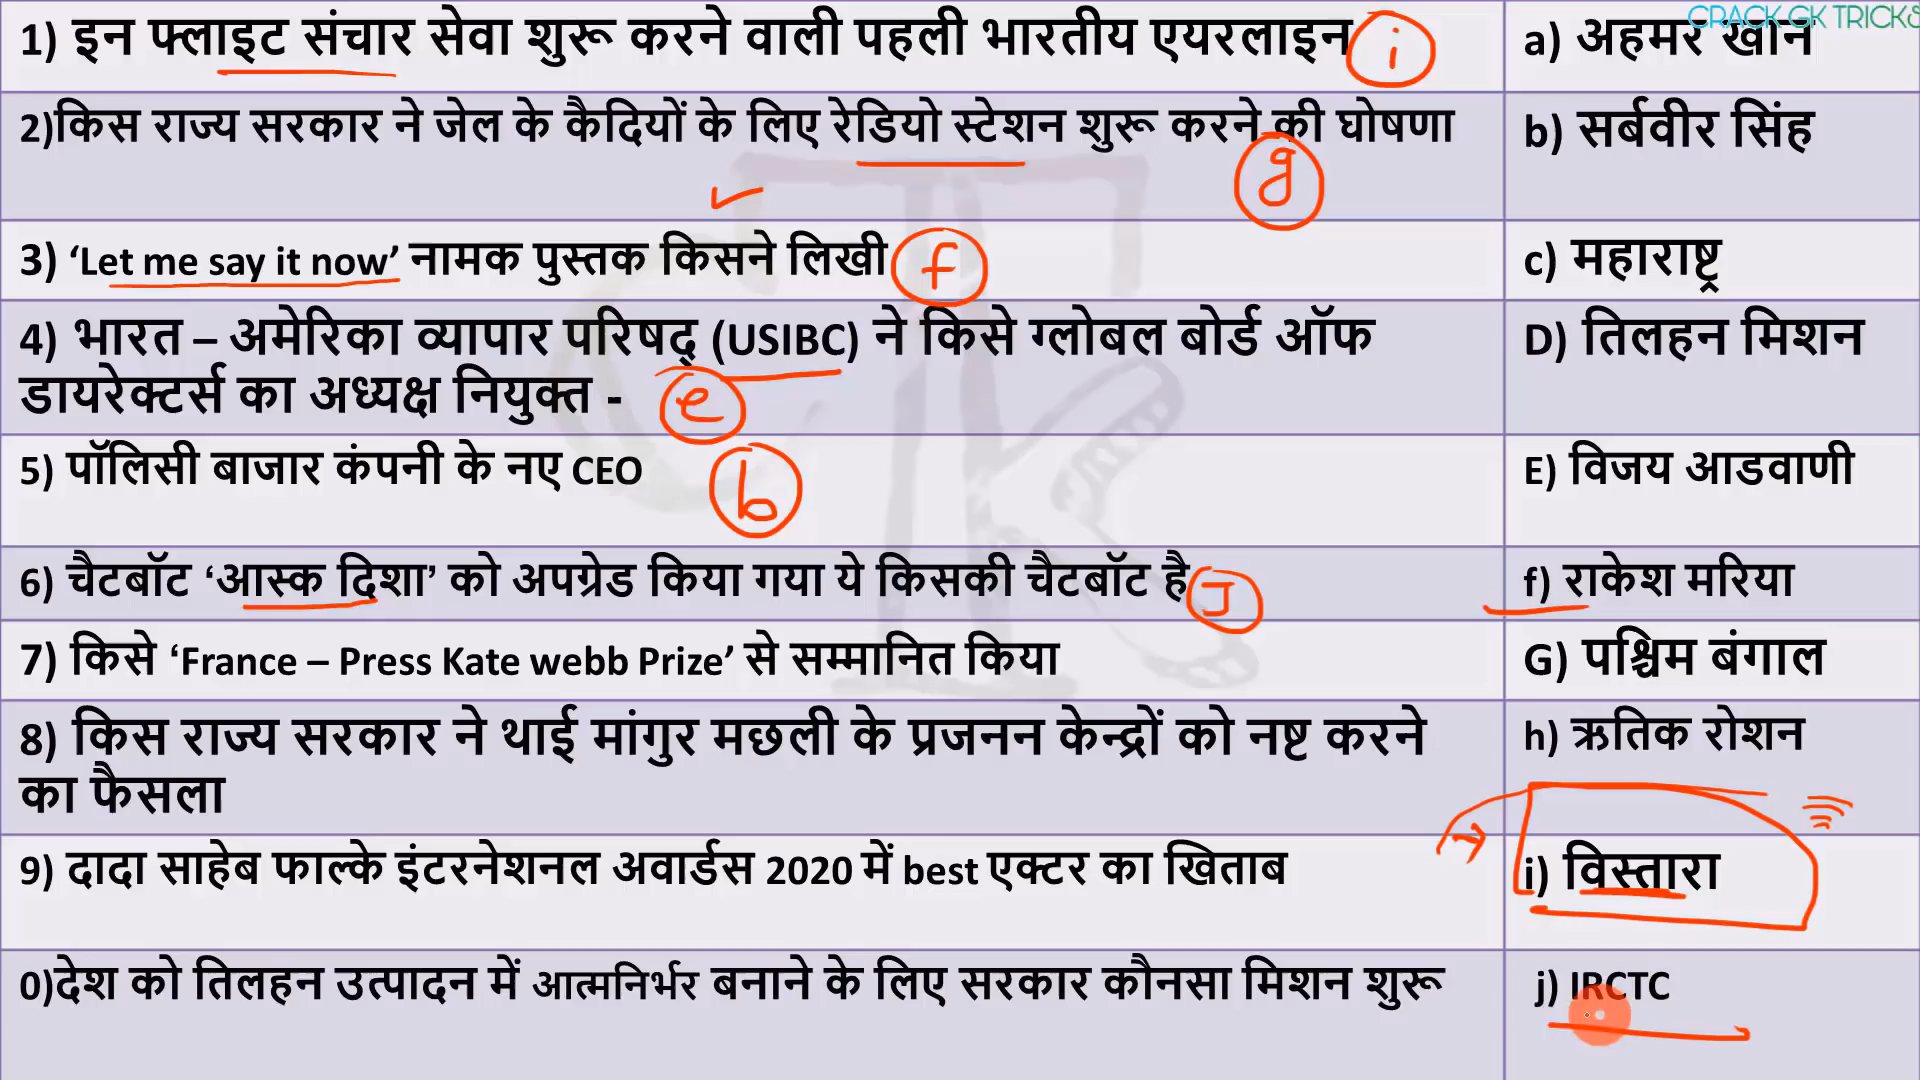 CRACK GK TRICKS
1) इन फ्लाइट संचार सेवा शुरू करने वाली पहली भारतीय एयरलाइन i
a) अहमर खान
2)किस राज्य सरकार ने जेल के कैदियों के लिए रेडियो स्टेशन शुरू करने की घोषणा
g
b) सर्बवीर सिंह
3) ‘Let me say it now’ नामक पुस्तक किसने लिखी f
c) महाराष्ट्र
4) भारत – अमेरिका व्यापार परिषद् (USIBC) ने किसे ग्लोबल बोर्ड ऑफ
डायरेक्टर्स का अध्यक्ष नियुक्त - e
D) तिलहन मिशन
5) पॉलिसी बाजार कंपनी के नए CEO b
E) विजय आडवाणी
6) चैटबॉट ‘आस्क दिशा’ को अपग्रेड किया गया ये किसकी चैटबॉट है J
f) राकेश मरिया
7) किसे ‘France – Press Kate webb Prize’ से सम्मानित किया
G) पश्चिम बंगाल
8) किस राज्य सरकार ने थाई मांगुर मछली के प्रजनन केन्द्रों को नष्ट करने
का फैसला
h) ऋतिक रोशन
9) दादा साहेब फाल्के इंटरनेशनल अवार्डस 2020 में best एक्टर का खिताब
i) विस्तारा
0)देश को तिलहन उत्पादन में आत्मनिर्भर बनाने के लिए सरकार कौनसा मिशन शुरू
j) IRCTC